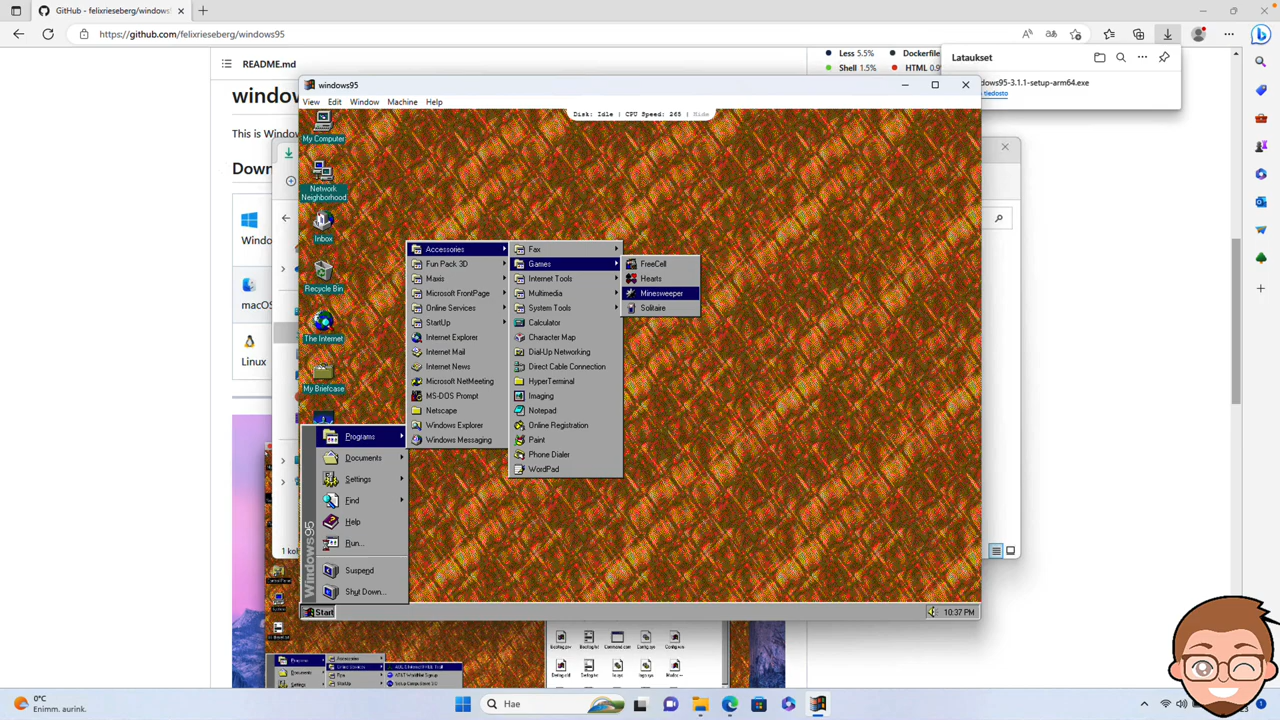 GitHub - felixrieseberg/windows95
https://github.com/felixrieseberg/windows95
README.md
Less 5.5%
Shell 1.5%
HTML 0.9
Lataukset
dows95-3.1.1-setup-arm64.exe
tiedosto
This is Window
Down
Windo
macOS
Linux
1 kol
windows95
View Edit Window Machine Help
Disk: Idle | CPU Speed: 265 | Hide
My Computer
Network
Neighborhood
Inbox
Recycle Bin
The Internet
My Briefcase
Programs
Documents
Settings
Find
Help
Run...
Suspend
Shut Down...
Windows95
Accessories
Fun Pack 3D
Maxis
Microsoft FrontPage
Online Services
StartUp
Internet Explorer
Internet Mail
Internet News
Microsoft NetMeeting
MS-DOS Prompt
Netscape
Windows Explorer
Windows Messaging
Fax
Games
Internet Tools
Multimedia
System Tools
Calculator
Character Map
Dial-Up Networking
Direct Cable Connection
HyperTerminal
Imaging
Notepad
Online Registration
Paint
Phone Dialer
WordPad
FreeCell
Hearts
Minesweeper
Solitaire
Start
10:37 PM
0°C
Enimm. aurink.
Hae